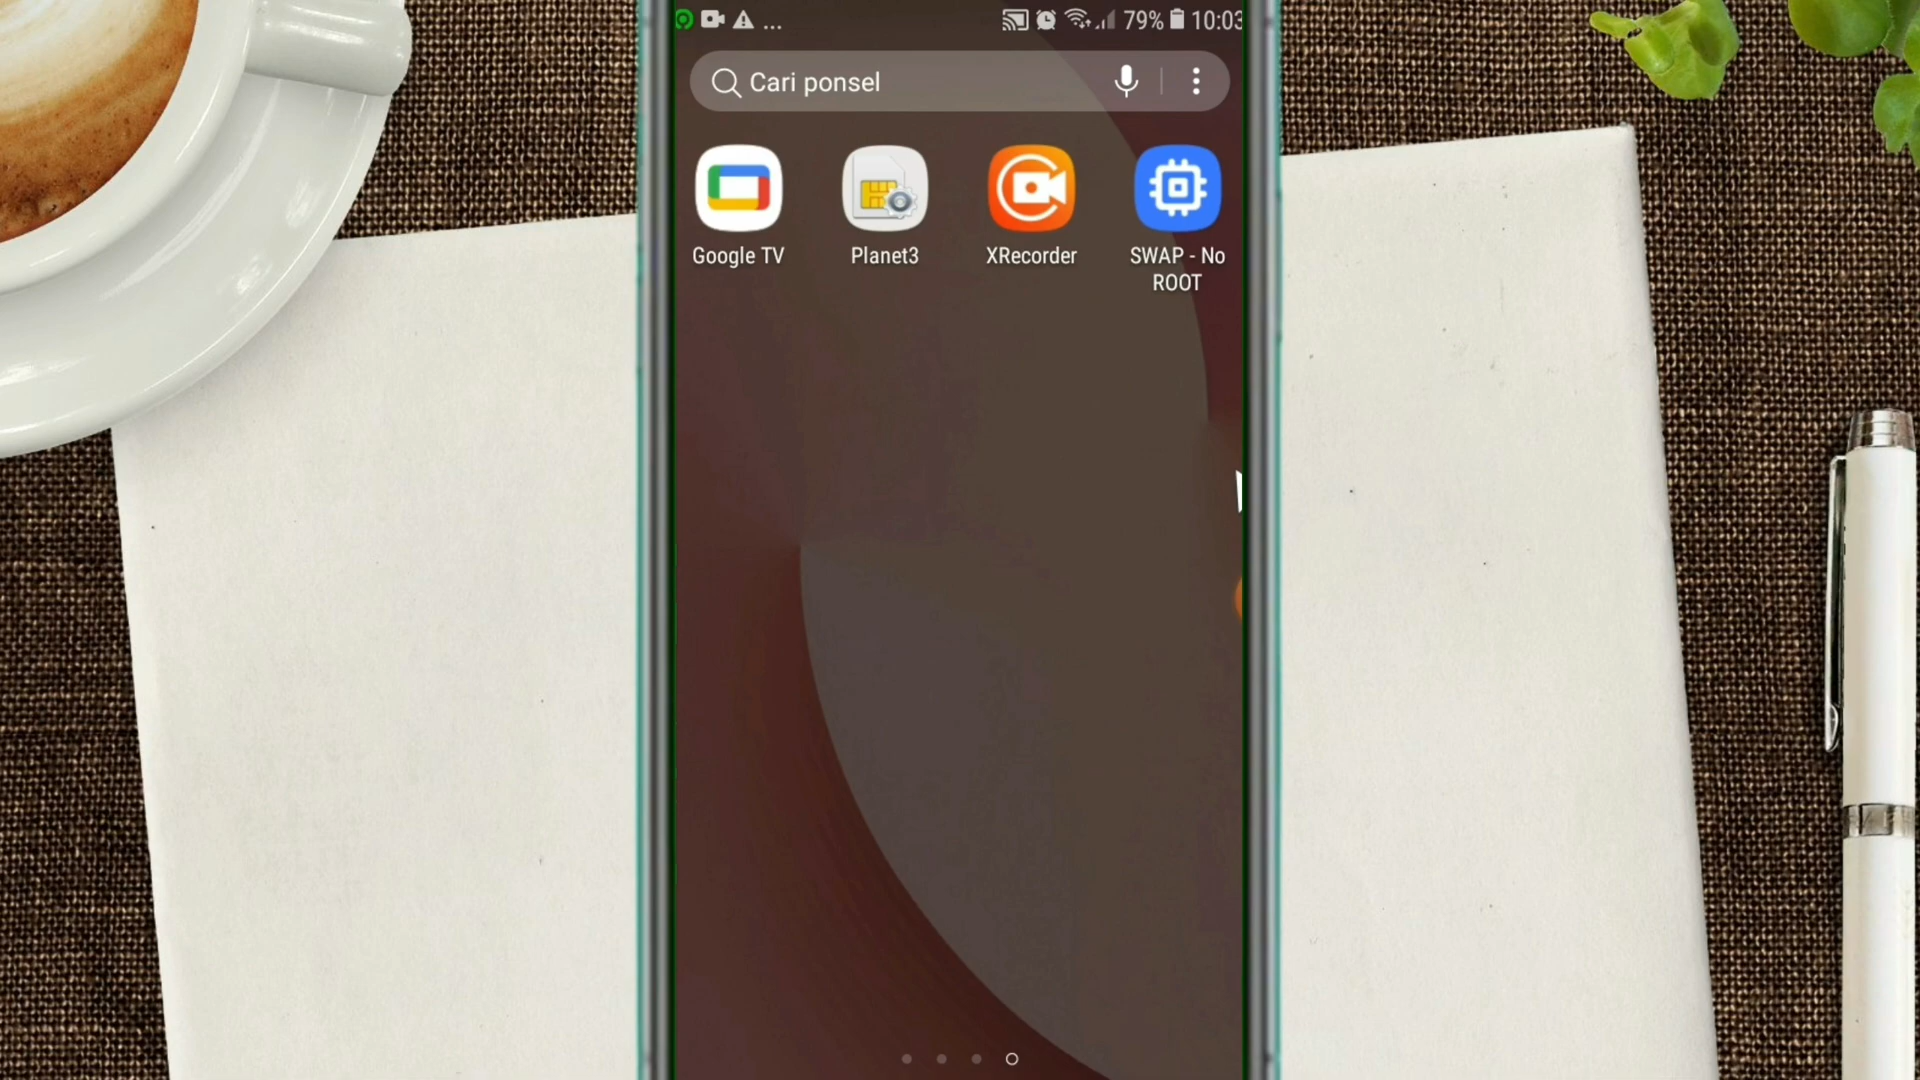 ... 79% 10:03
Cari ponsel
Google TV
Planet3
XRecorder
SWAP - No
ROOT